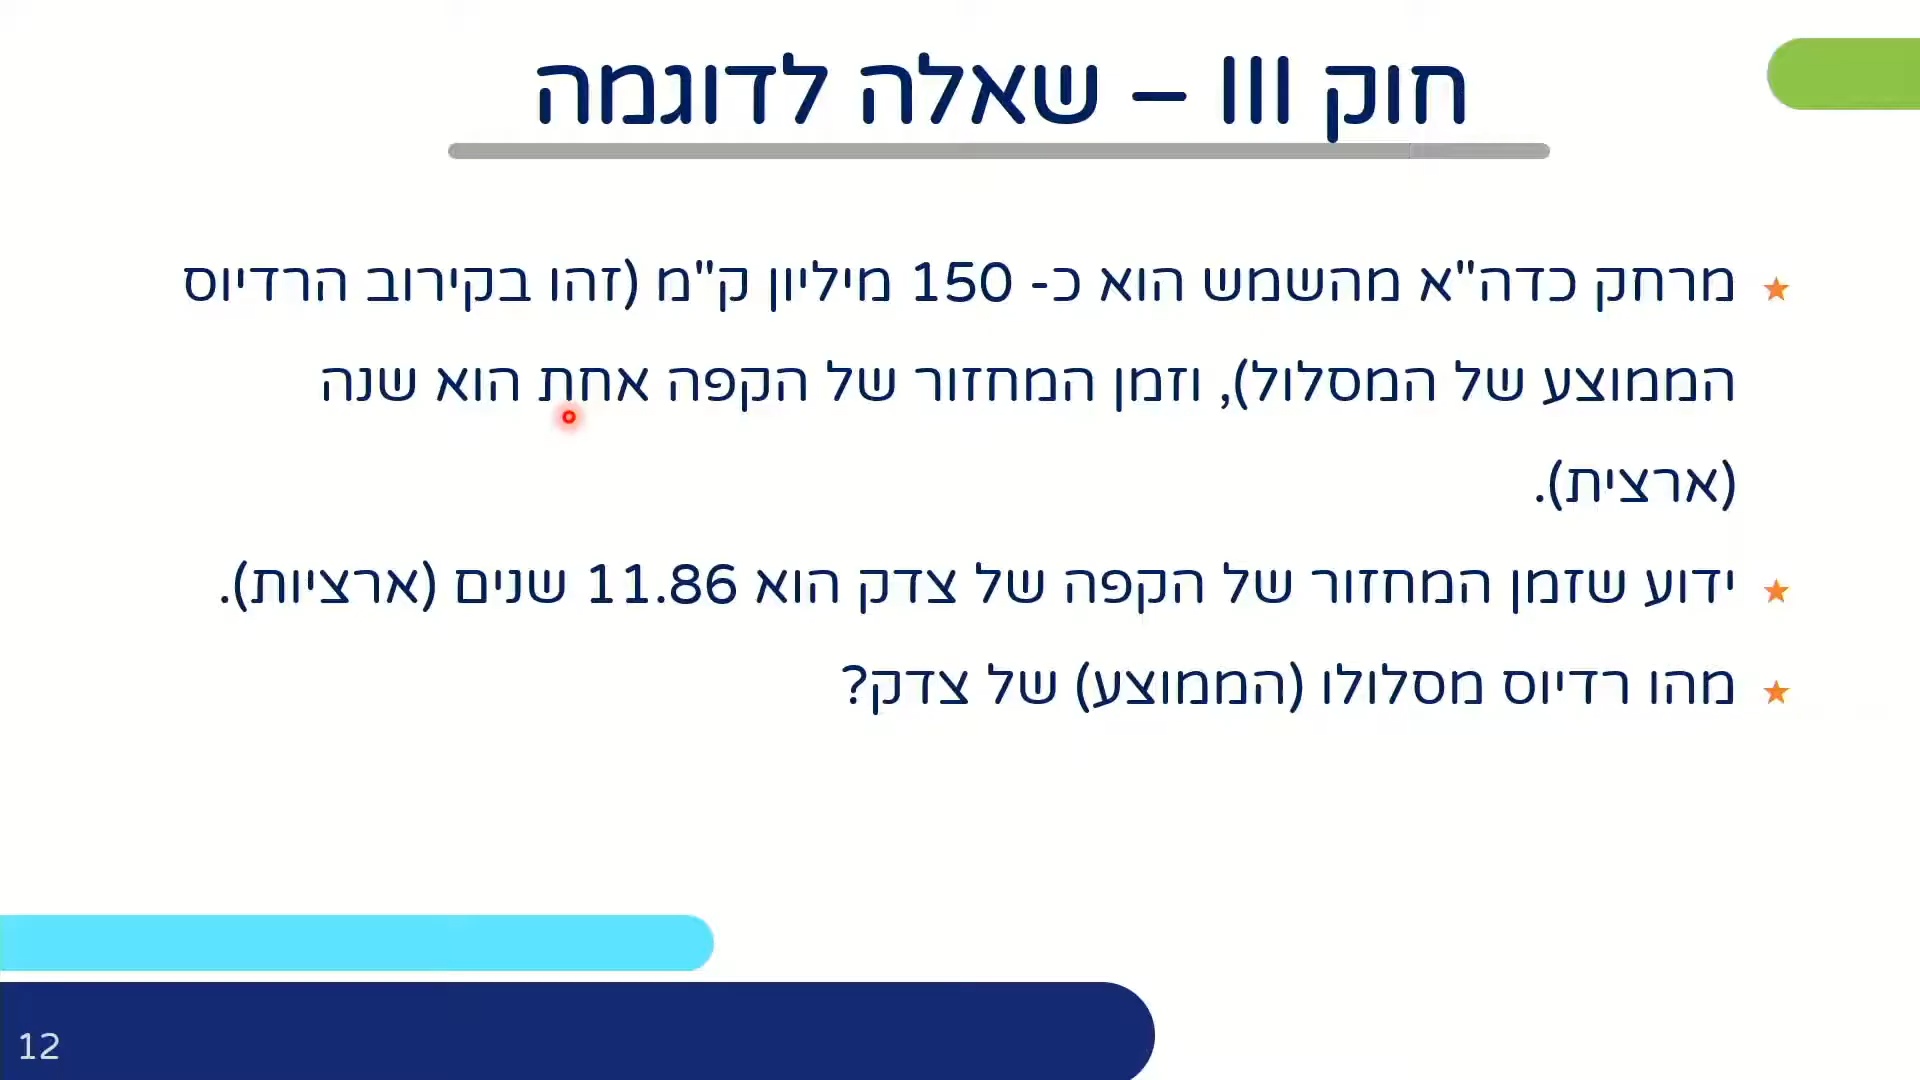 חוק III – שאלה לדוגמה
מרחק כדה"א מהשמש הוא כ- 150 מיליון ק"מ (זהו בקירוב הרדיוס
הממוצע של המסלול), וזמן המחזור של הקפה אחת הוא שנה
(ארצית).
ידוע שזמן המחזור של הקפה של צדק הוא 11.86 שנים (ארציות).
מהו רדיוס מסלולו (הממוצע) של צדק?
12